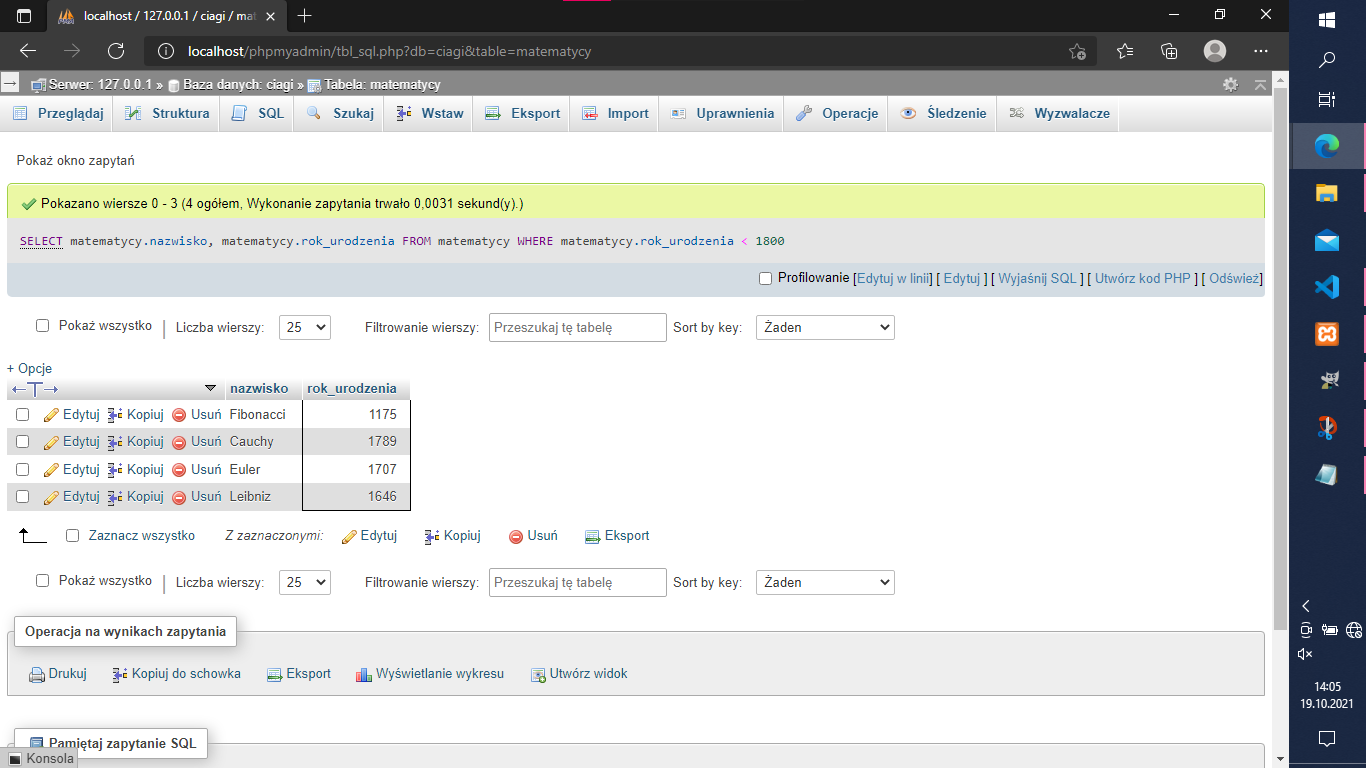 localhost / 127.0.0.1 / ciagi / mat
localhost/phpmyadmin/tbl_sql.php?db=ciagi&table=matematycy
Serwer: 127.0.0.1 » Baza danych: ciagi » Tabela: matematycy
Przeglądaj Struktura SQL Szukaj Wstaw Eksport Import Uprawnienia Operacje Śledzenie Wyzwalacze
Pokaż okno zapytań
Pokazano wiersze 0 - 3 (4 ogółem, Wykonanie zapytania trwało 0,0031 sekund(y).)
SELECT matematycy.nazwisko, matematycy.rok_urodzenia FROM matematycy WHERE matematycy.rok_urodzenia < 1800
Profilowanie [Edytuj w linii] [ Edytuj ] [ Wyjaśnij SQL ] [ Utwórz kod PHP ] [ Odśwież]
Pokaż wszystko | Liczba wierszy: 25 Filtrowanie wierszy: Przeszukaj tę tabelę Sort by key: Żaden
+ Opcje
←T→ nazwisko rok_urodzenia
Edytuj Kopiuj Usuń Fibonacci 1175
Edytuj Kopiuj Usuń Cauchy 1789
Edytuj Kopiuj Usuń Euler 1707
Edytuj Kopiuj Usuń Leibniz 1646
Zaznacz wszystko Z zaznaczonymi: Edytuj Kopiuj Usuń Eksport
Pokaż wszystko | Liczba wierszy: 25 Filtrowanie wierszy: Przeszukaj tę tabelę Sort by key: Żaden
Operacja na wynikach zapytania
Drukuj Kopiuj do schowka Eksport Wyświetlanie wykresu Utwórz widok
Pamiętaj zapytanie SQL
Konsola
14:05
19.10.2021